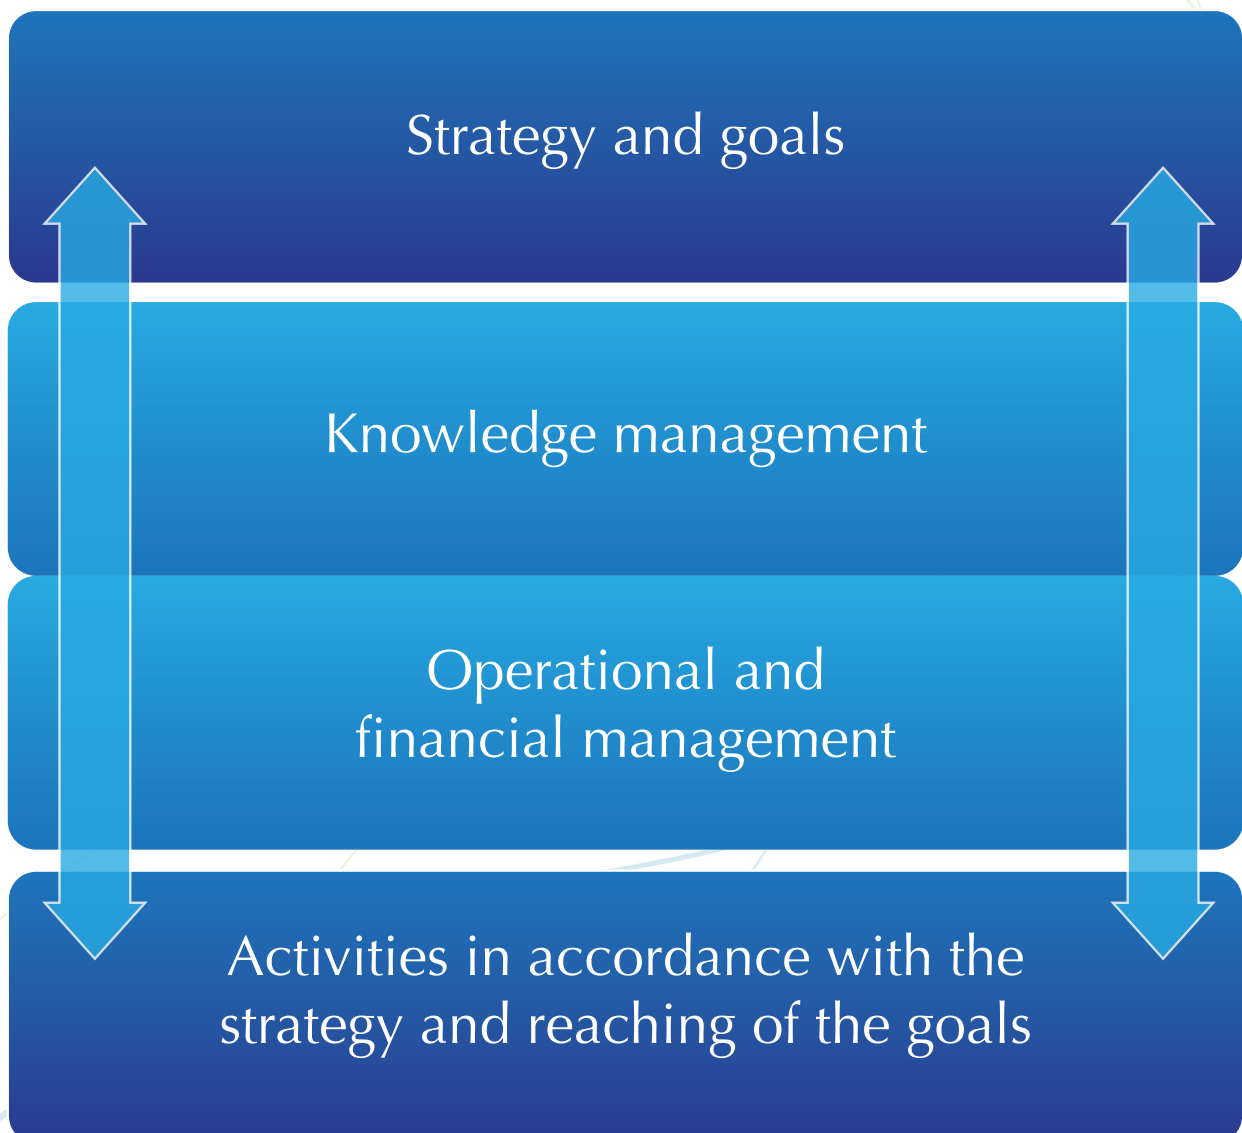 Strategy and goals
Knowledge management
Operational and
financial management
Activities in accordance with the
strategy and reaching of the goals